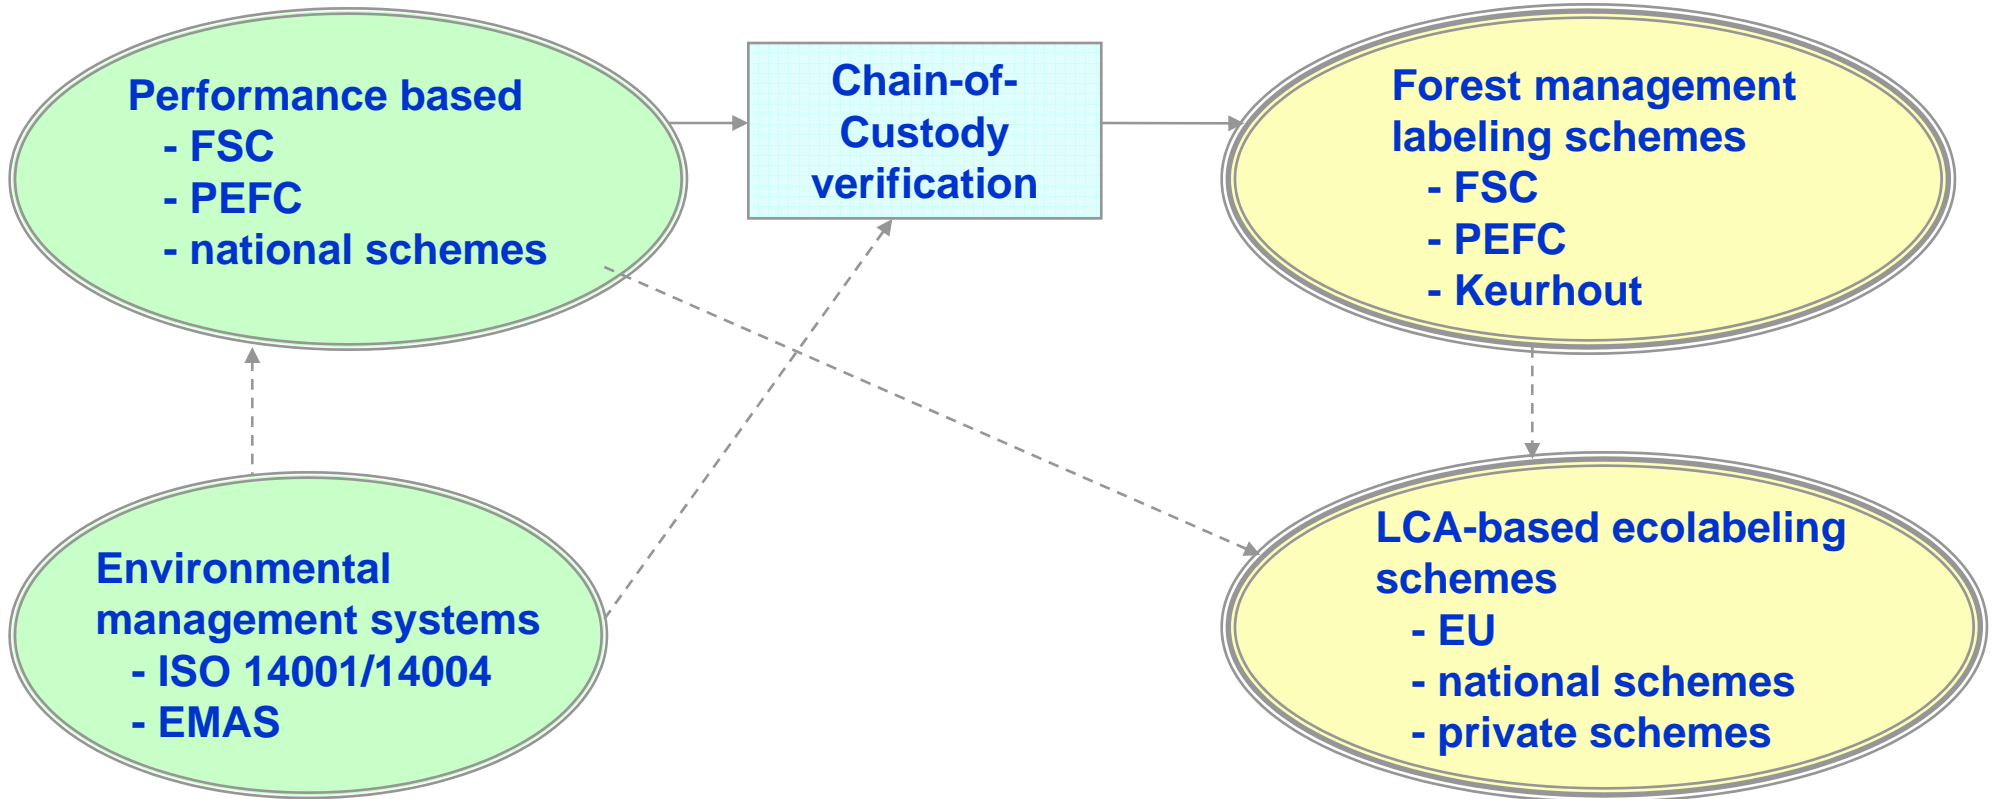 Performance based
- FSC
- PEFC
- national schemes
Chain-of-
Custody
verification
Forest management
labeling schemes
- FSC
- PEFC
- Keurhout
Environmental
management systems
- ISO 14001/14004
- EMAS
LCA-based ecolabeling
schemes
- EU
- national schemes
- private schemes